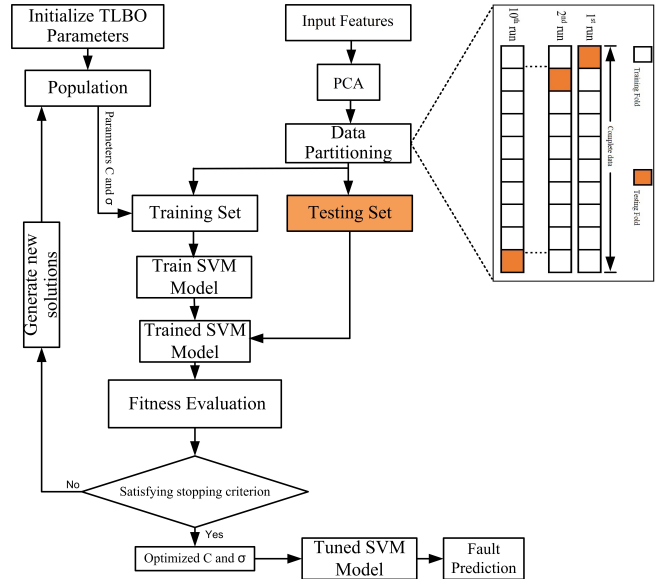 Initialize TLBO
Parameters
Population
Parameters C and σ
Input Features
PCA
Data
Partitioning
Training Set
Testing Set
Train SVM
Model
Trained SVM
Model
Fitness Evaluation
Generate new
solutions
No
Satisfying stopping criterion
Yes
Optimized C and σ
Tuned SVM
Model
Fault
Prediction
10th run
2nd run
1st run
Complete data
Training Fold
Testing Fold